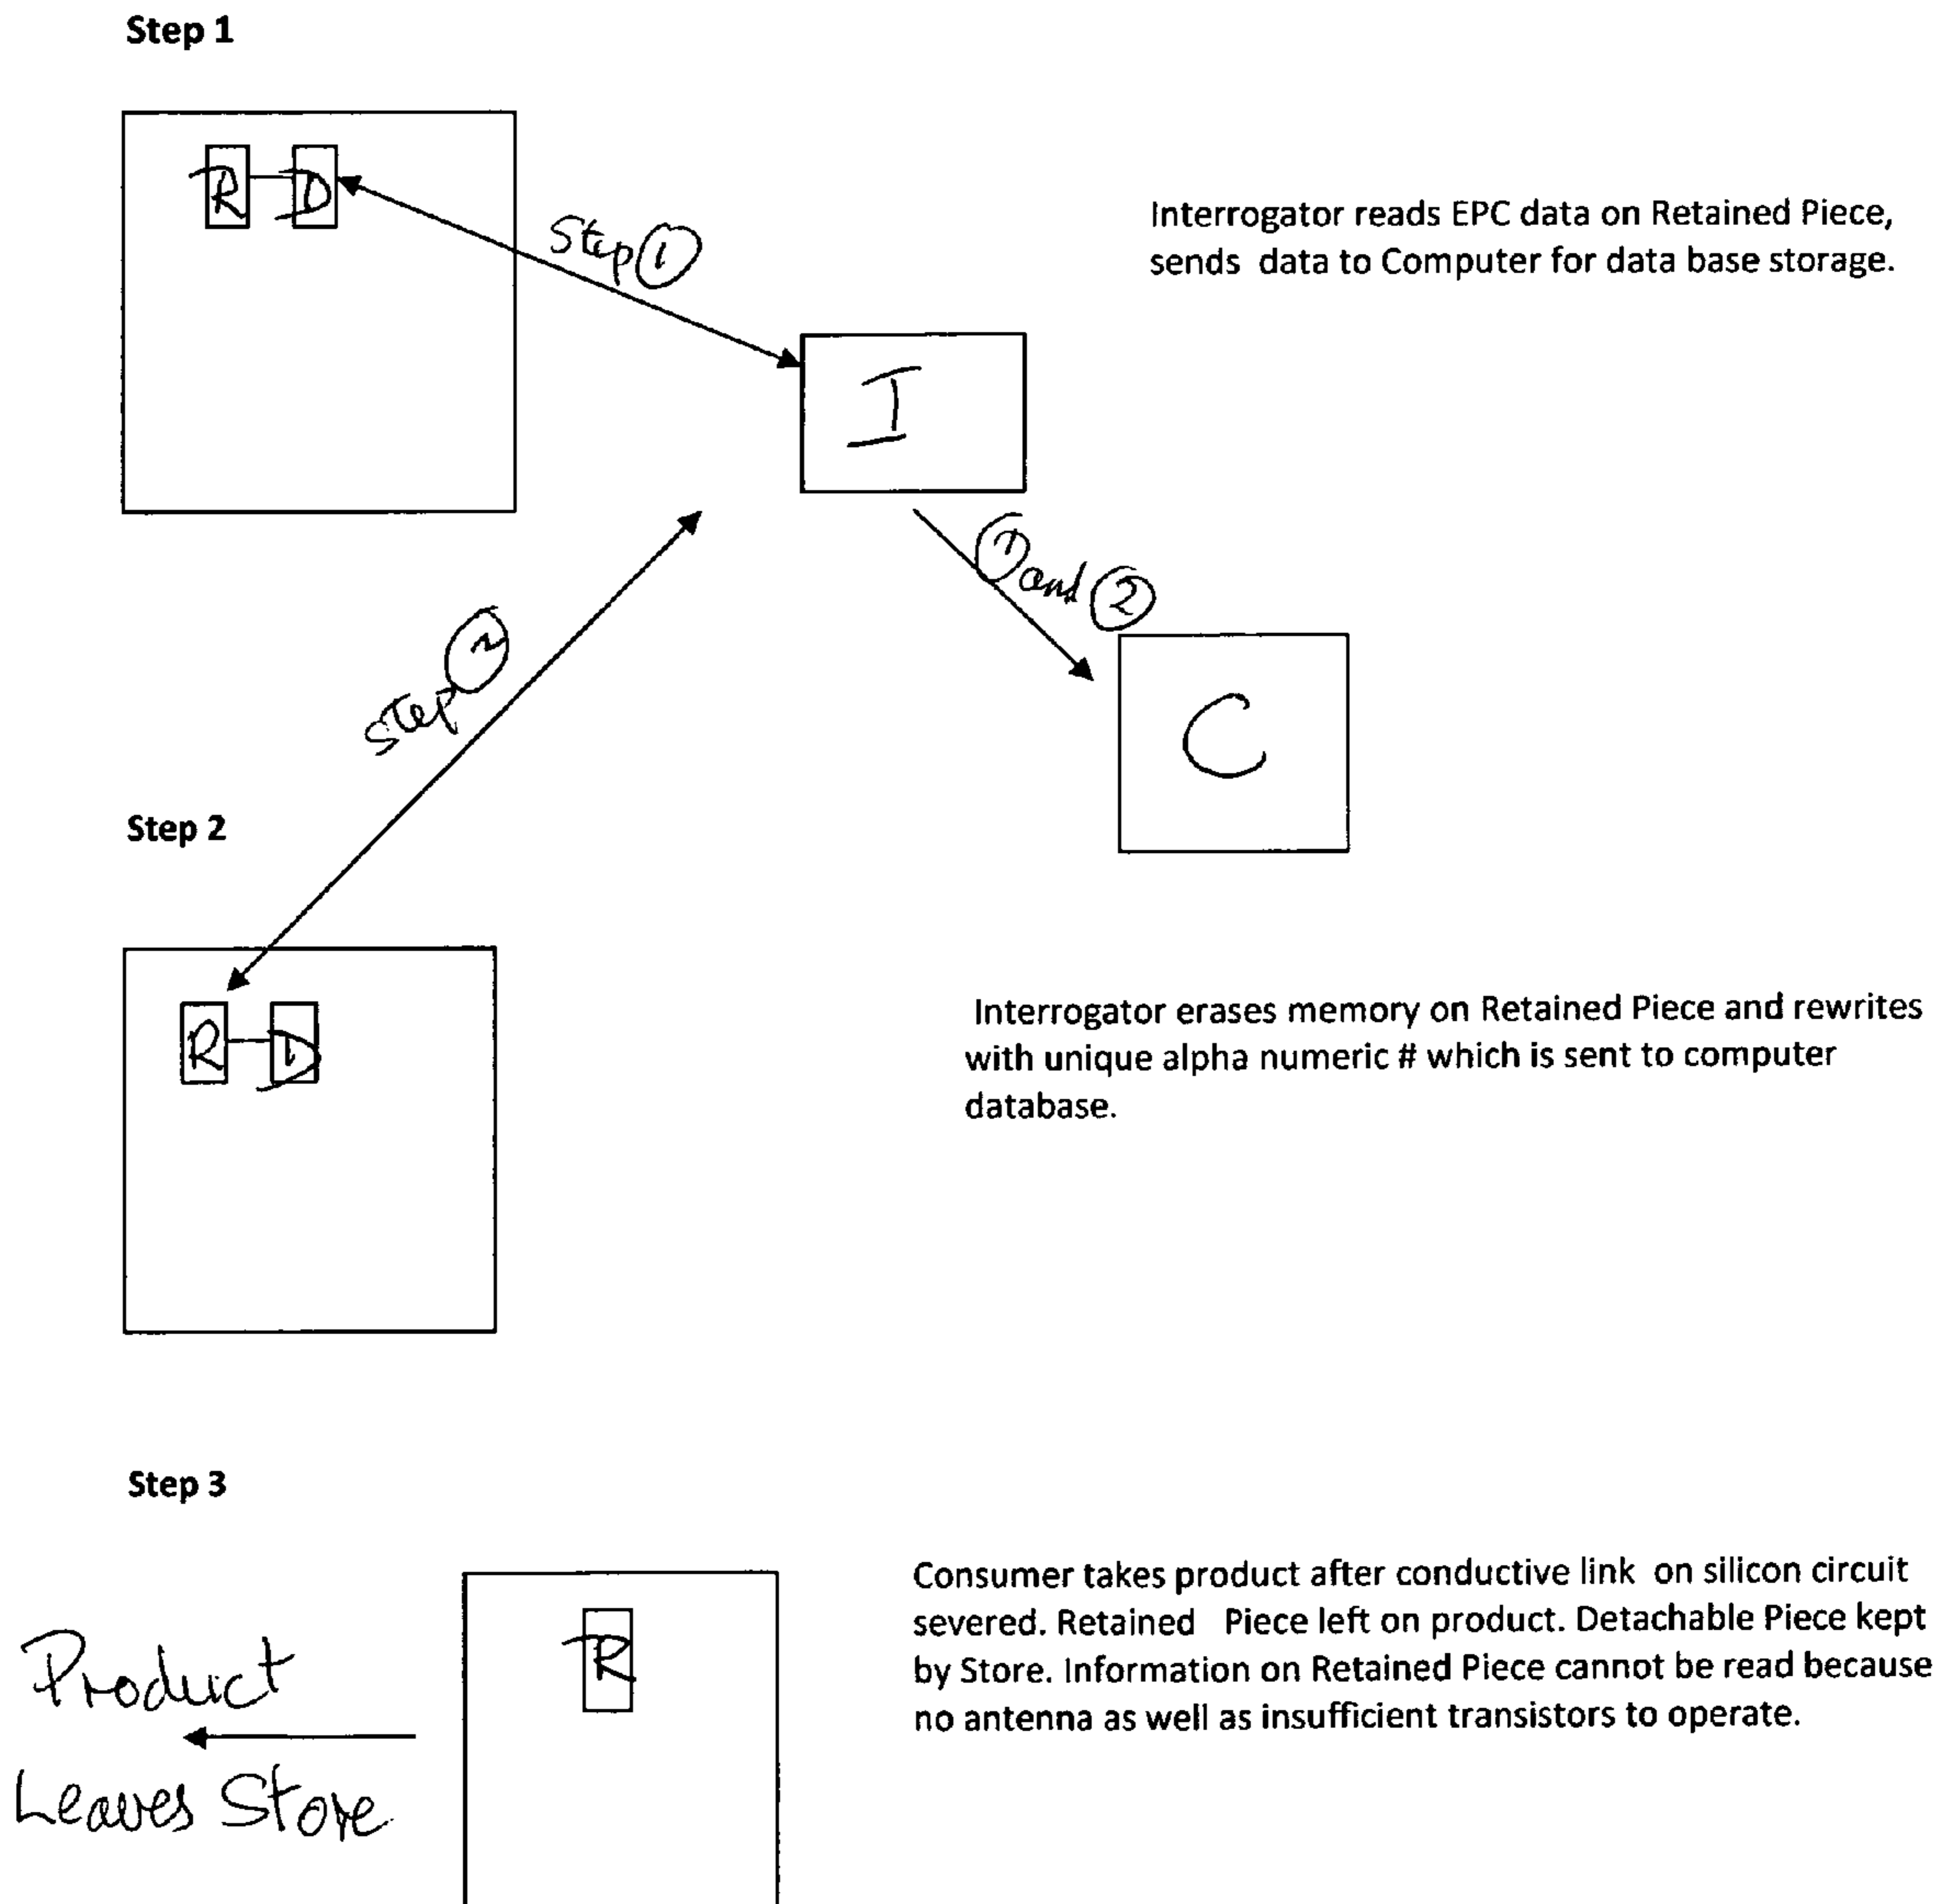 Step 1
R D
Step 1
Interrogator reads EPC data on Retained Piece,
sends data to Computer for data base storage.
I
1 and 2
Step 2
C
Step 2
R D
Interrogator erases memory on Retained Piece and rewrites
with unique alpha numeric # which is sent to computer
database.
Step 3
R
Consumer takes product after conductive link on silicon circuit
severed. Retained Piece left on product. Detachable Piece kept
by Store. Information on Retained Piece cannot be read because
no antenna as well as insufficient transistors to operate.
Product
Leaves Store